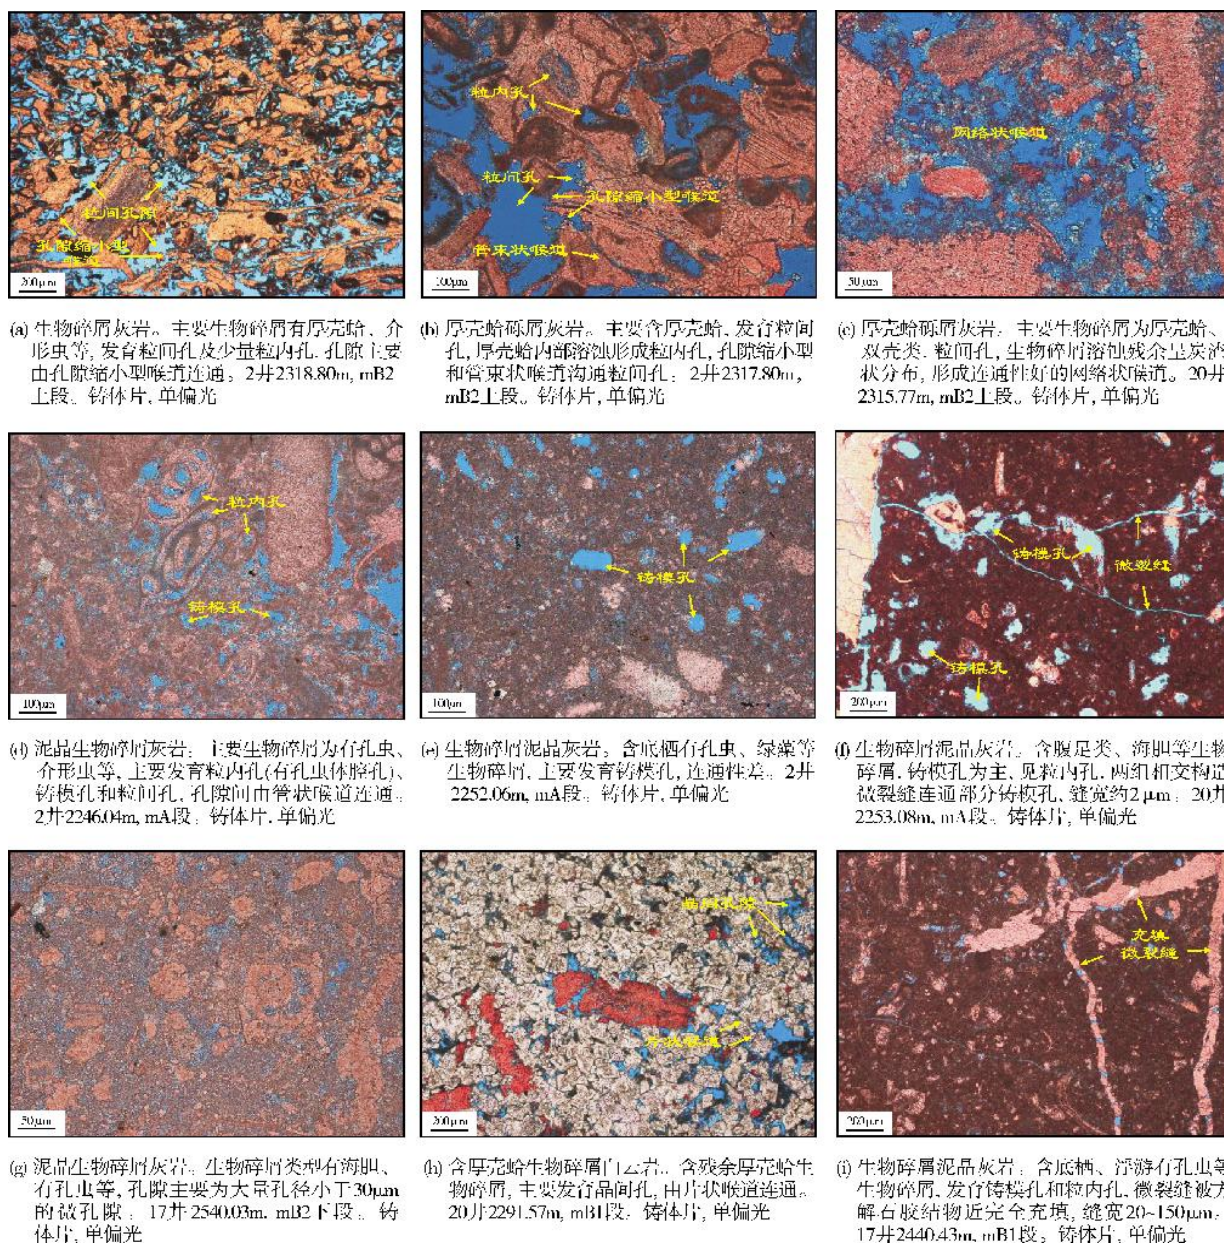 粒间孔隙
孔隙缩小型
喉道
200μm
粒内孔
粒间孔
孔隙缩小型喉道
管束状喉道
100μm
网络状喉道
50μm
(a) 生物碎屑灰岩。主要生物碎屑有厚壳蛤、介
形虫等, 发育粒间孔及少量粒内孔. 孔隙主要
由孔隙缩小型喉道连通。2井2318.80m, mB2
上段。铸体片, 单偏光
(b) 厚壳蛤砾屑灰岩。主要含厚壳蛤、发育粒间
孔, 厚壳蛤内部溶蚀形成粒内孔, 孔隙缩小型
和管束状喉道沟通粒间孔。2井2317.80m,
mB2上段。铸体片, 单偏光
(c) 厚壳蛤砾屑灰岩。主要生物碎屑为厚壳蛤、
双壳类. 粒间孔, 生物碎屑溶蚀残余呈炭渣
状分布, 形成连通性好的网络状喉道。20井
2315.77m, mB2上段。铸体片, 单偏光
粒内孔
铸模孔
100μm
铸模孔
100μm
铸模孔
微裂缝
铸模孔
200μm
(d) 泥晶生物碎屑灰岩。主要生物碎屑为有孔虫、
介形虫等, 主要发育粒内孔(有孔虫体腔孔)、
铸模孔和粒间孔, 孔隙间由管状喉道连通。
2井2246.04m, mA段。铸体片. 单偏光
(e) 生物碎屑泥晶灰岩。含底栖有孔虫、绿藻等
生物碎屑, 主要发育铸模孔, 连通性差。2井
2252.06m, mA段。铸体片, 单偏光
(f) 生物碎屑泥晶灰岩。含腹足类、海胆等生物
碎屑. 铸模孔为主、见粒内孔. 两组相交构造
微裂缝连通部分铸模孔、缝宽约2 μm。20井
2253.08m, mA段。铸体片, 单偏光
50μm
晶间孔隙
片状喉道
200μm
充填
微裂缝
200μm
(g) 泥晶生物碎屑灰岩。生物碎屑类型有海胆、
有孔虫等, 孔隙主要为大量孔径小于30μm
的微孔隙。17井2540.03m. mB2下段。铸
体片, 单偏光
(h) 含厚壳蛤生物碎屑白云岩。含残余厚壳蛤生
物碎屑, 主要发育晶间孔, 由片状喉道连通。
20井2291.57m, mB1段。铸体片, 单偏光
(i) 生物碎屑泥晶灰岩。含底栖、浮游有孔虫等
生物碎屑. 发育铸模孔和粒内孔、微裂缝被方
解石胶结物近完全充填, 缝宽20~150μm。
17井2440.43m, mB1段。铸体片, 单偏光